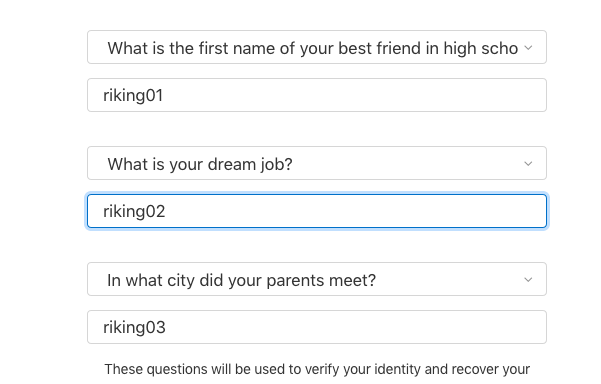 What is the first name of your best friend in high scho
riking01
What is your dream job?
riking02
In what city did your parents meet?
riking03
These questions will be used to verify your identity and recover your